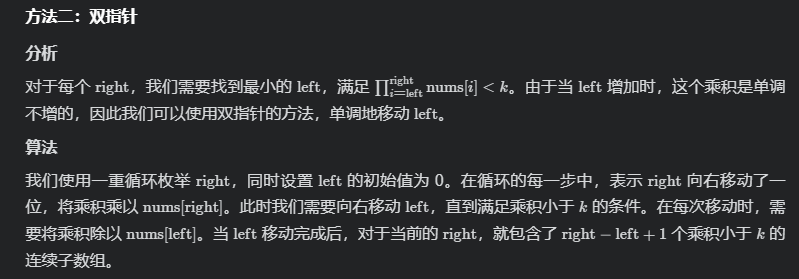 方法二：双指针
分析
对于每个 right，我们需要找到最小的 left，满足 ∏_{i=left}^{right} nums[i] < k。由于当 left 增加时，这个乘积是单调
不增的，因此我们可以使用双指针的方法，单调地移动 left。
算法
我们使用一重循环枚举 right，同时设置 left 的初始值为 0。在循环的每一步中，表示 right 向右移动了一
位，将乘积乘以 nums[right]。此时我们需要向右移动 left，直到满足乘积小于 k 的条件。在每次移动时，需
要将乘积除以 nums[left]。当 left 移动完成后，对于当前的 right，就包含了 right − left + 1 个乘积小于 k 的
连续子数组。